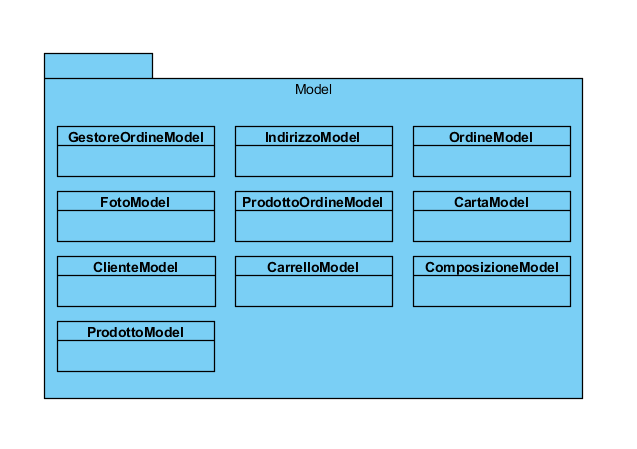 Model
GestoreOrdineModel IndirizzoModel OrdineModel
FotoModel ProdottoOrdineModel CartaModel
ClienteModel CarrelloModel ComposizioneModel
ProdottoModel